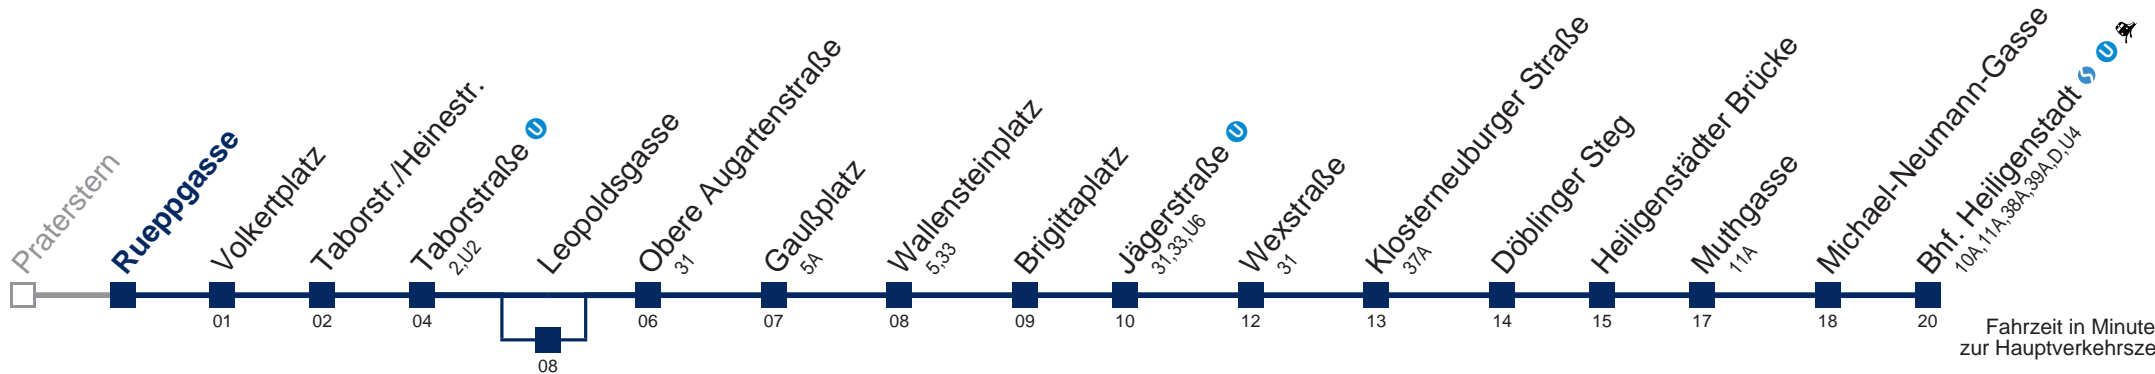 Praterstern
Rueppgasse
Volkertplatz
Taborstr./Heinestr.
Taborstraße U
2,U2
Leopoldsgasse
Obere Augartenstraße
31
Gaußplatz
5A
Wallensteinplatz
5,33
Brigittaplatz
Jägerstraße U
31,33,U6
Wexstraße
31
Klosterneuburger Straße
37A
Döblinger Steg
Heiligenstädter Brücke
Muthgasse
11A
Michael-Neumann-Gasse
Bhf. Heiligenstadt S U
10A,11A,38A,39A,D,U4
01 02 04 06 07 08 09 10 12 13 14 15 17 18 20
08
Fahrzeit in Minute
zur Hauptverkehrsze